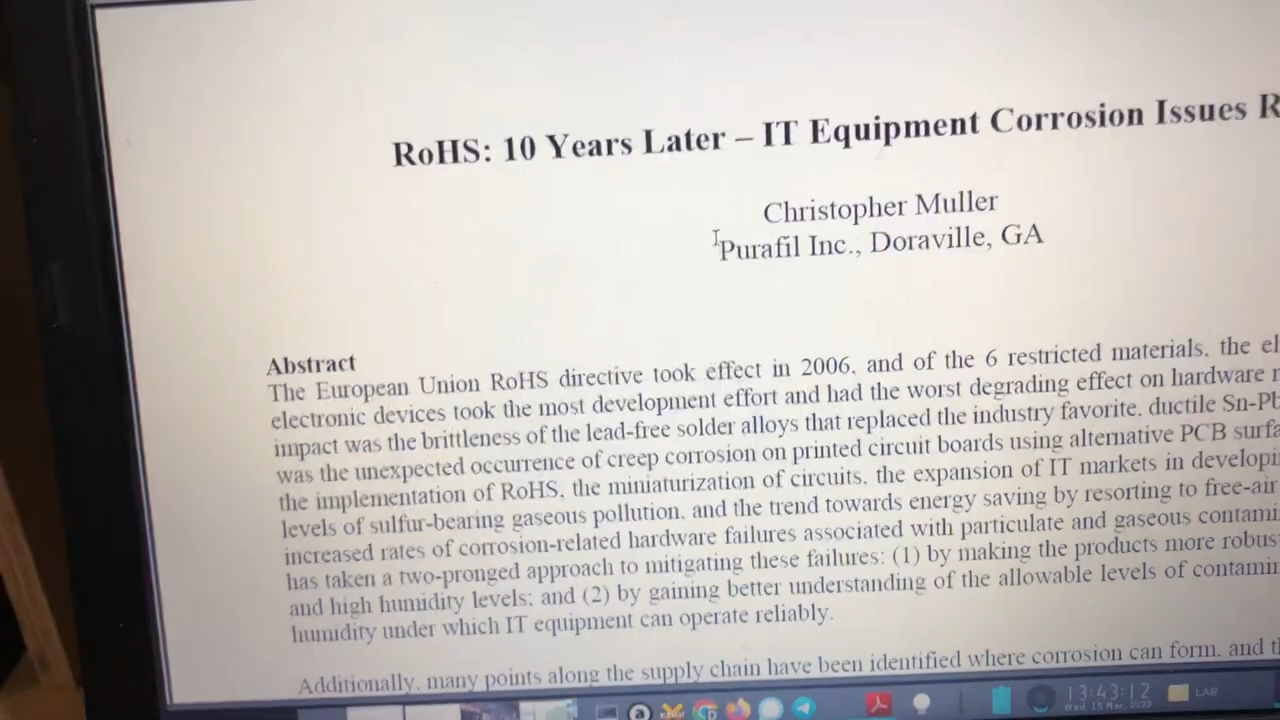 RoHS: 10 Years Later – IT Equipment Corrosion Issues
Christopher Muller
Purafil Inc., Doraville, GA
Abstract
The European Union RoHS directive took effect in 2006, and of the 6 restricted materials, the
electronic devices took the most development effort and had the worst degrading effect on hardware
impact was the brittleness of the lead-free solder alloys that replaced the industry favorite, ductile Sn-Pb
was the unexpected occurrence of creep corrosion on printed circuit boards using alternative PCB
the implementation of RoHS, the miniaturization of circuits, the expansion of IT markets in
levels of sulfur-bearing gaseous pollution, and the trend towards energy saving by resorting to free-air
increased rates of corrosion-related hardware failures associated with particulate and gaseous
has taken a two-pronged approach to mitigating these failures: (1) by making the products more
and high humidity levels; and (2) by gaining better understanding of the allowable levels of
humidity under which IT equipment can operate reliably.
Additionally, many points along the supply chain have been identified where corrosion can form, and
13:43:12
Wed, 15 Mar, 2023
LAB